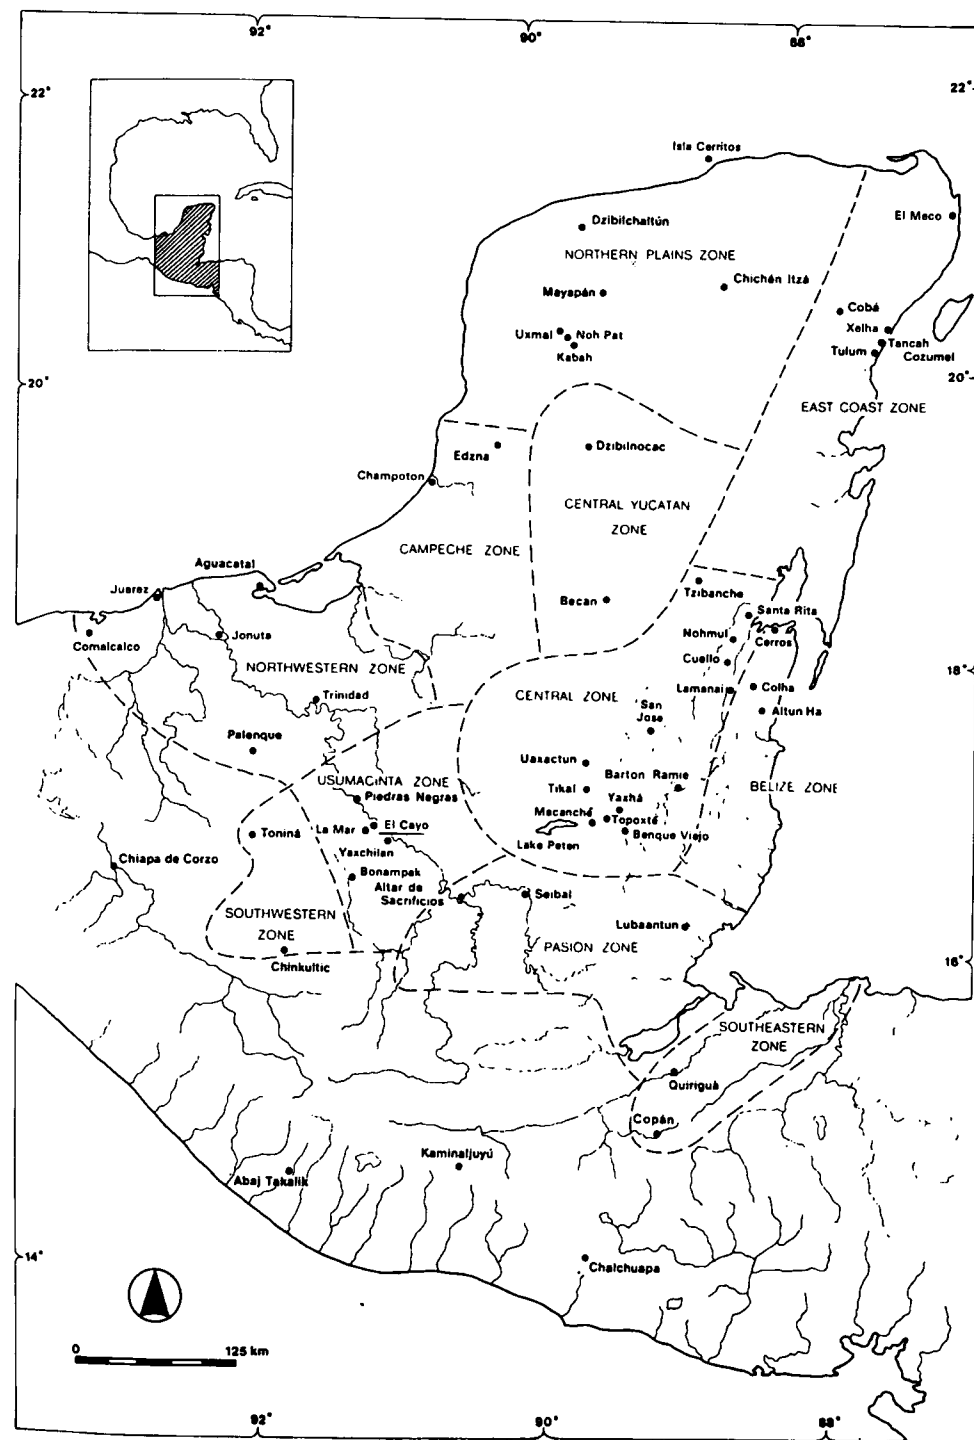 92°
90°
88°
22°
22°
Isla Cerritos
El Meco
Dzibilchaltún
NORTHERN PLAINS ZONE
Chichén Itzá
Mayapán
Cobá
Xelha
Uxmal
Noh Pat
Tancah
Kabah
Tulum
Cozumel
20°
20°
EAST COAST ZONE
Edzna
Dzibilnocac
Champoton
CENTRAL YUCATAN
ZONE
CAMPECHE ZONE
Aguacatal
Juarez
Tzibanche
Becan
Santa Rita
Comalcalco
Jonuta
Nohmul
Cerros
NORTHWESTERN ZONE
Cuello
18°
Trinidad
CENTRAL ZONE
Lamanai
Colha
San
Jose
Altun Ha
Palenque
Uaxactun
Barton Ramie
USUMACINTA ZONE
Tikal
BELIZE ZONE
Piedras Negras
Yaxhá
Macanché
Topoxté
Toniná
La Mar
El Cayo
Benque Viejo
Yaxchilan
Lake Peten
Chiapa de Corzo
Bonampak
Altar de
Sacrificios
Seibal
SOUTHWESTERN
ZONE
Lubaantun
PASION ZONE
Chinkultic
16°
SOUTHEASTERN
ZONE
Quiriguá
Copán
Kaminaljuyú
Abaj Takalik
14°
Chalchuapa
0
125 km
92°
90°
88°